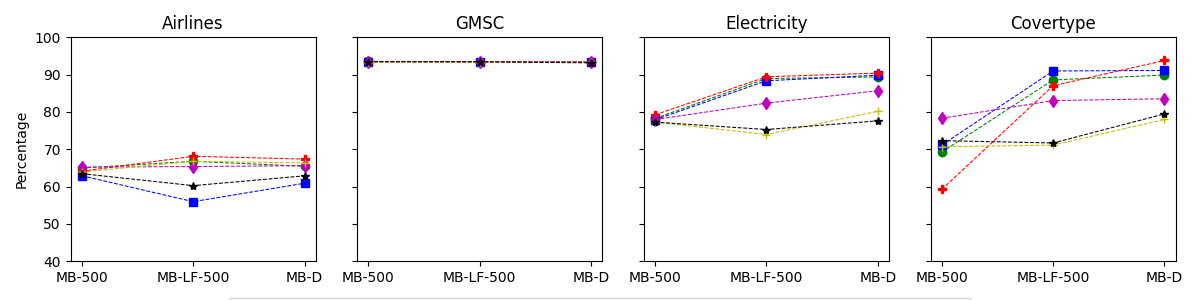 Airlines GMSC Electricity Covertype
100
90
80
70
60
50
40
Percentage
MB-500 MB-LF-500 MB-D MB-500 MB-LF-500 MB-D MB-500 MB-LF-500 MB-D MB-500 MB-LF-500 MB-D